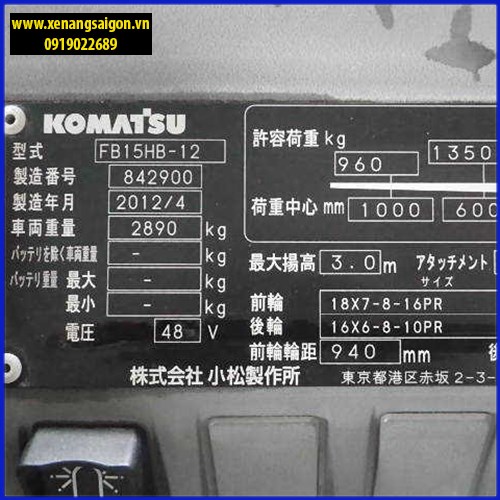 www.xenangsaigon.vn
0919022689
KOMATSU
型式 FB15HB-12
製造番号 842900
製造年月 2012/4
車両重量 2890 kg
バッテリを除く車両重量 - kg
バッテリ重量 最大 - kg
最小 - kg
電圧 48 V
許容荷重 kg
960 1350
荷重中心 mm 1000 600
最大揚高 3.0 m アタッチメント
サイズ
前輪 18X7-8-16PR
後輪 16X6-8-10PR
前輪輪距 940 mm
株式会社 小松製作所
東京都港区赤坂 2-3-